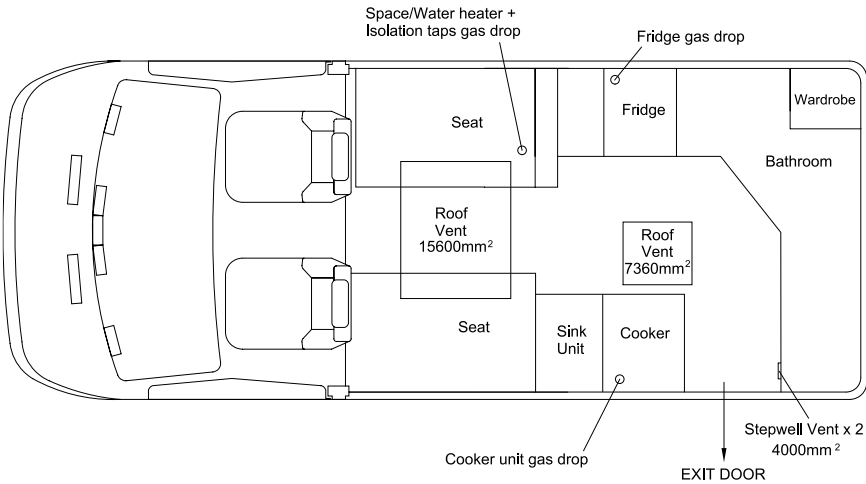 Space/Water heater +
Isolation taps gas drop
Fridge gas drop
Seat
Fridge
Wardrobe
Bathroom
Roof
Vent
15600mm²
Roof
Vent
7360mm²
Seat
Sink
Unit
Cooker
Stepwell Vent x 2
4000mm²
Cooker unit gas drop
EXIT DOOR